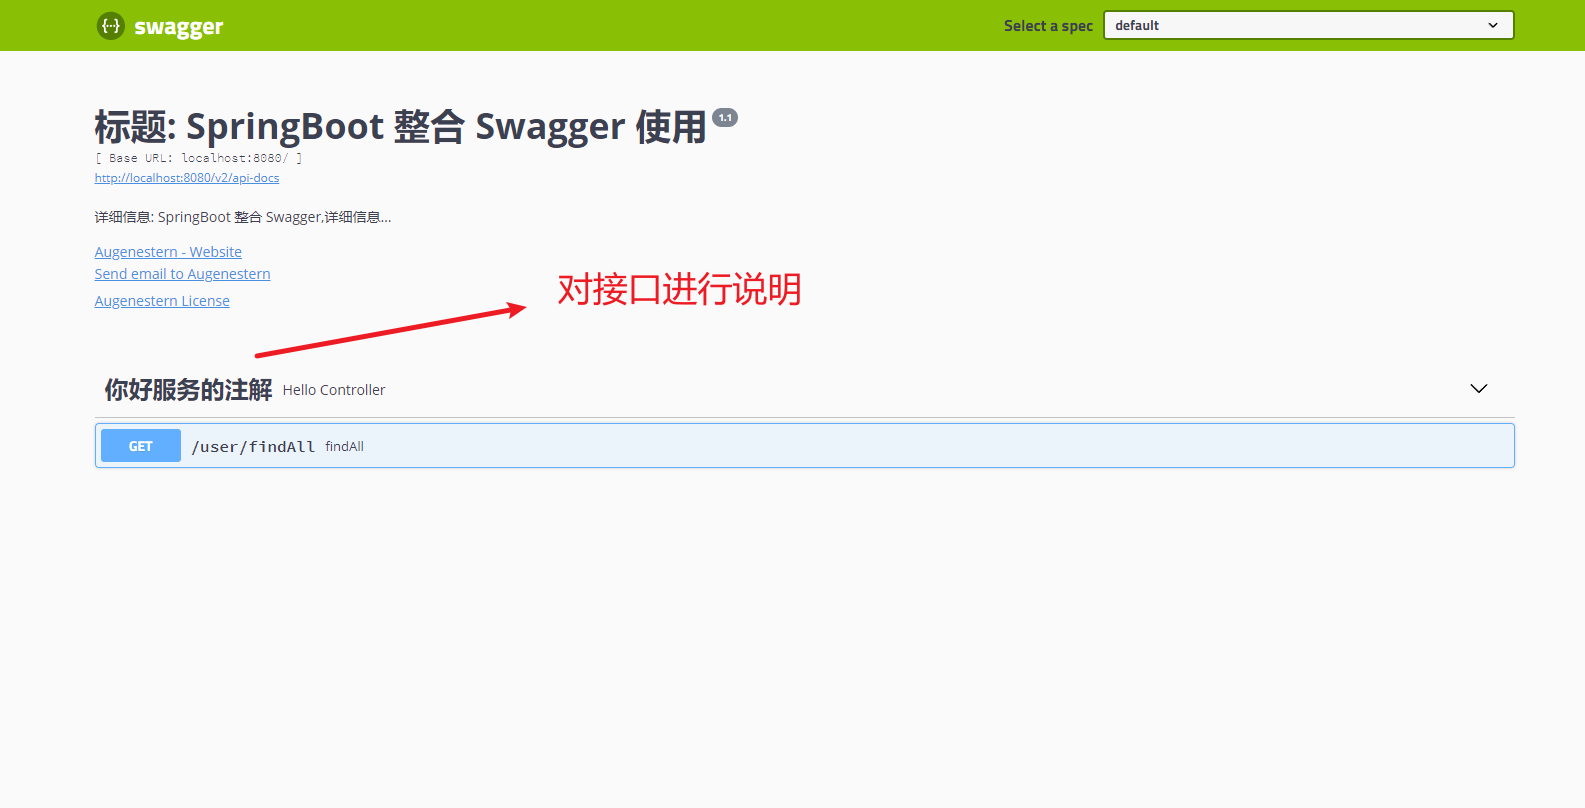 {···} swagger
Select a spec default
标题: SpringBoot 整合 Swagger 使用 1.1
[ Base URL: localhost:8080/ ]
http://localhost:8080/v2/api-docs
详细信息: SpringBoot 整合 Swagger,详细信息...
Augenestern - Website
Send email to Augenestern
对接口进行说明
Augenestern License
你好服务的注解 Hello Controller
GET /user/findAll findAll